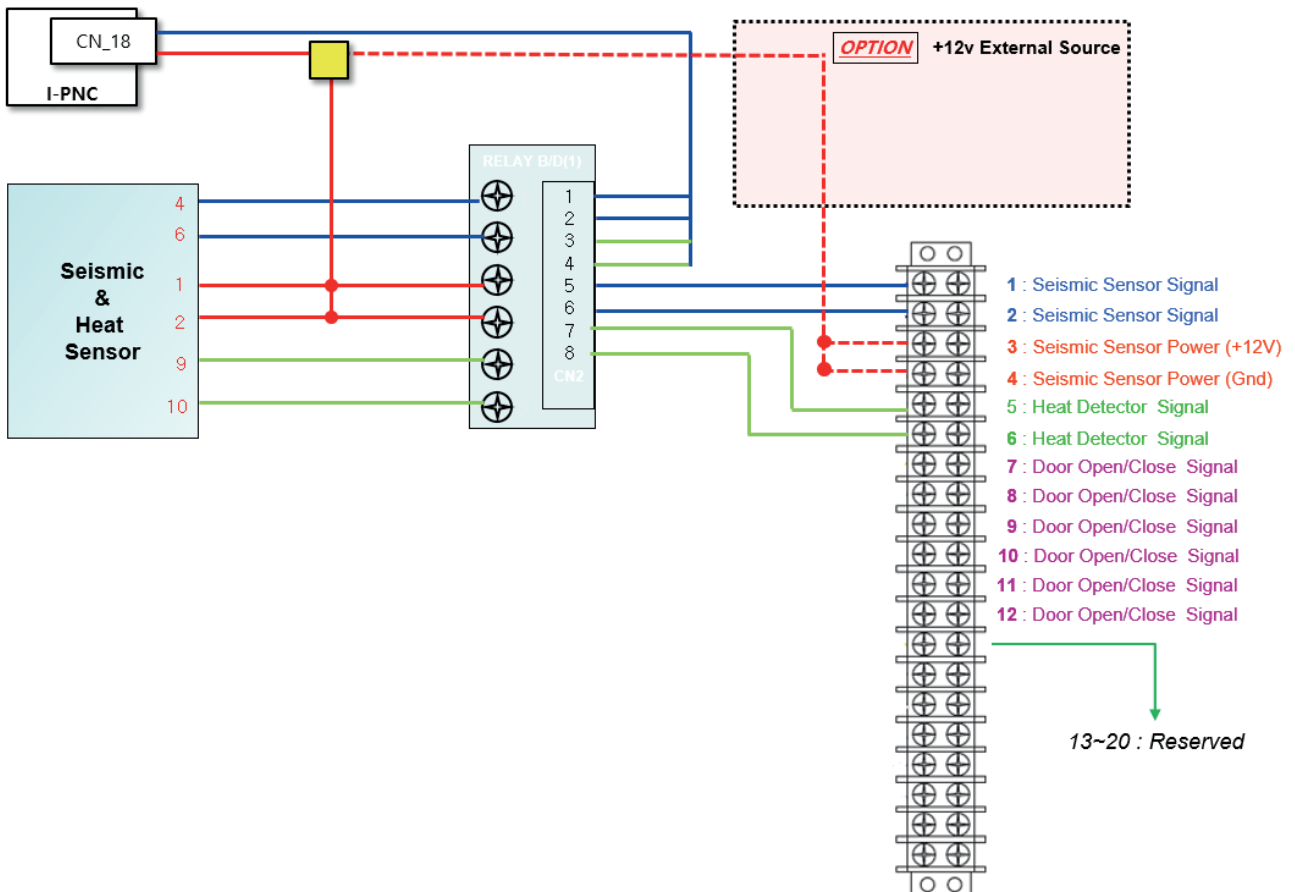 CN_18
I-PNC
OPTION +12v External Source
RELAY B/D(1)
Seismic
&
Heat
Sensor
4
6
1
2
9
10
1
2
3
4
5
6
7
8
CN2
1 : Seismic Sensor Signal
2 : Seismic Sensor Signal
3 : Seismic Sensor Power (+12V)
4 : Seismic Sensor Power (Gnd)
5 : Heat Detector Signal
6 : Heat Detector Signal
7 : Door Open/Close Signal
8 : Door Open/Close Signal
9 : Door Open/Close Signal
10 : Door Open/Close Signal
11 : Door Open/Close Signal
12 : Door Open/Close Signal
13~20 : Reserved